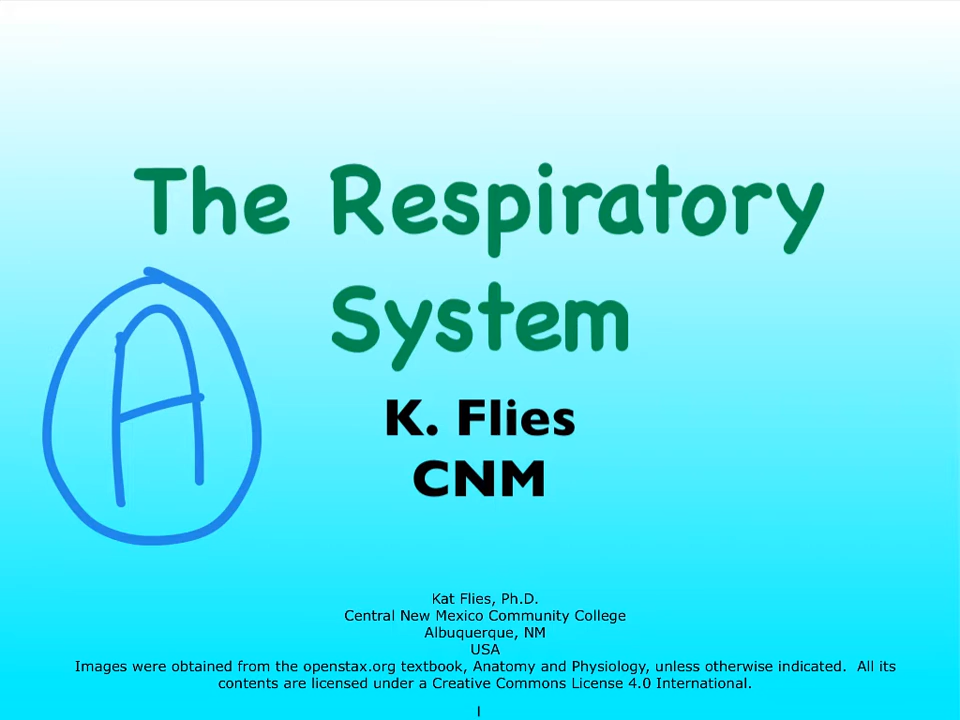 The Respiratory
System
A
K. Flies
CNM
Kat Flies, Ph.D.
Central New Mexico Community College
Albuquerque, NM
USA
Images were obtained from the openstax.org textbook, Anatomy and Physiology, unless otherwise indicated.  All its
contents are licensed under a Creative Commons License 4.0 International.
1